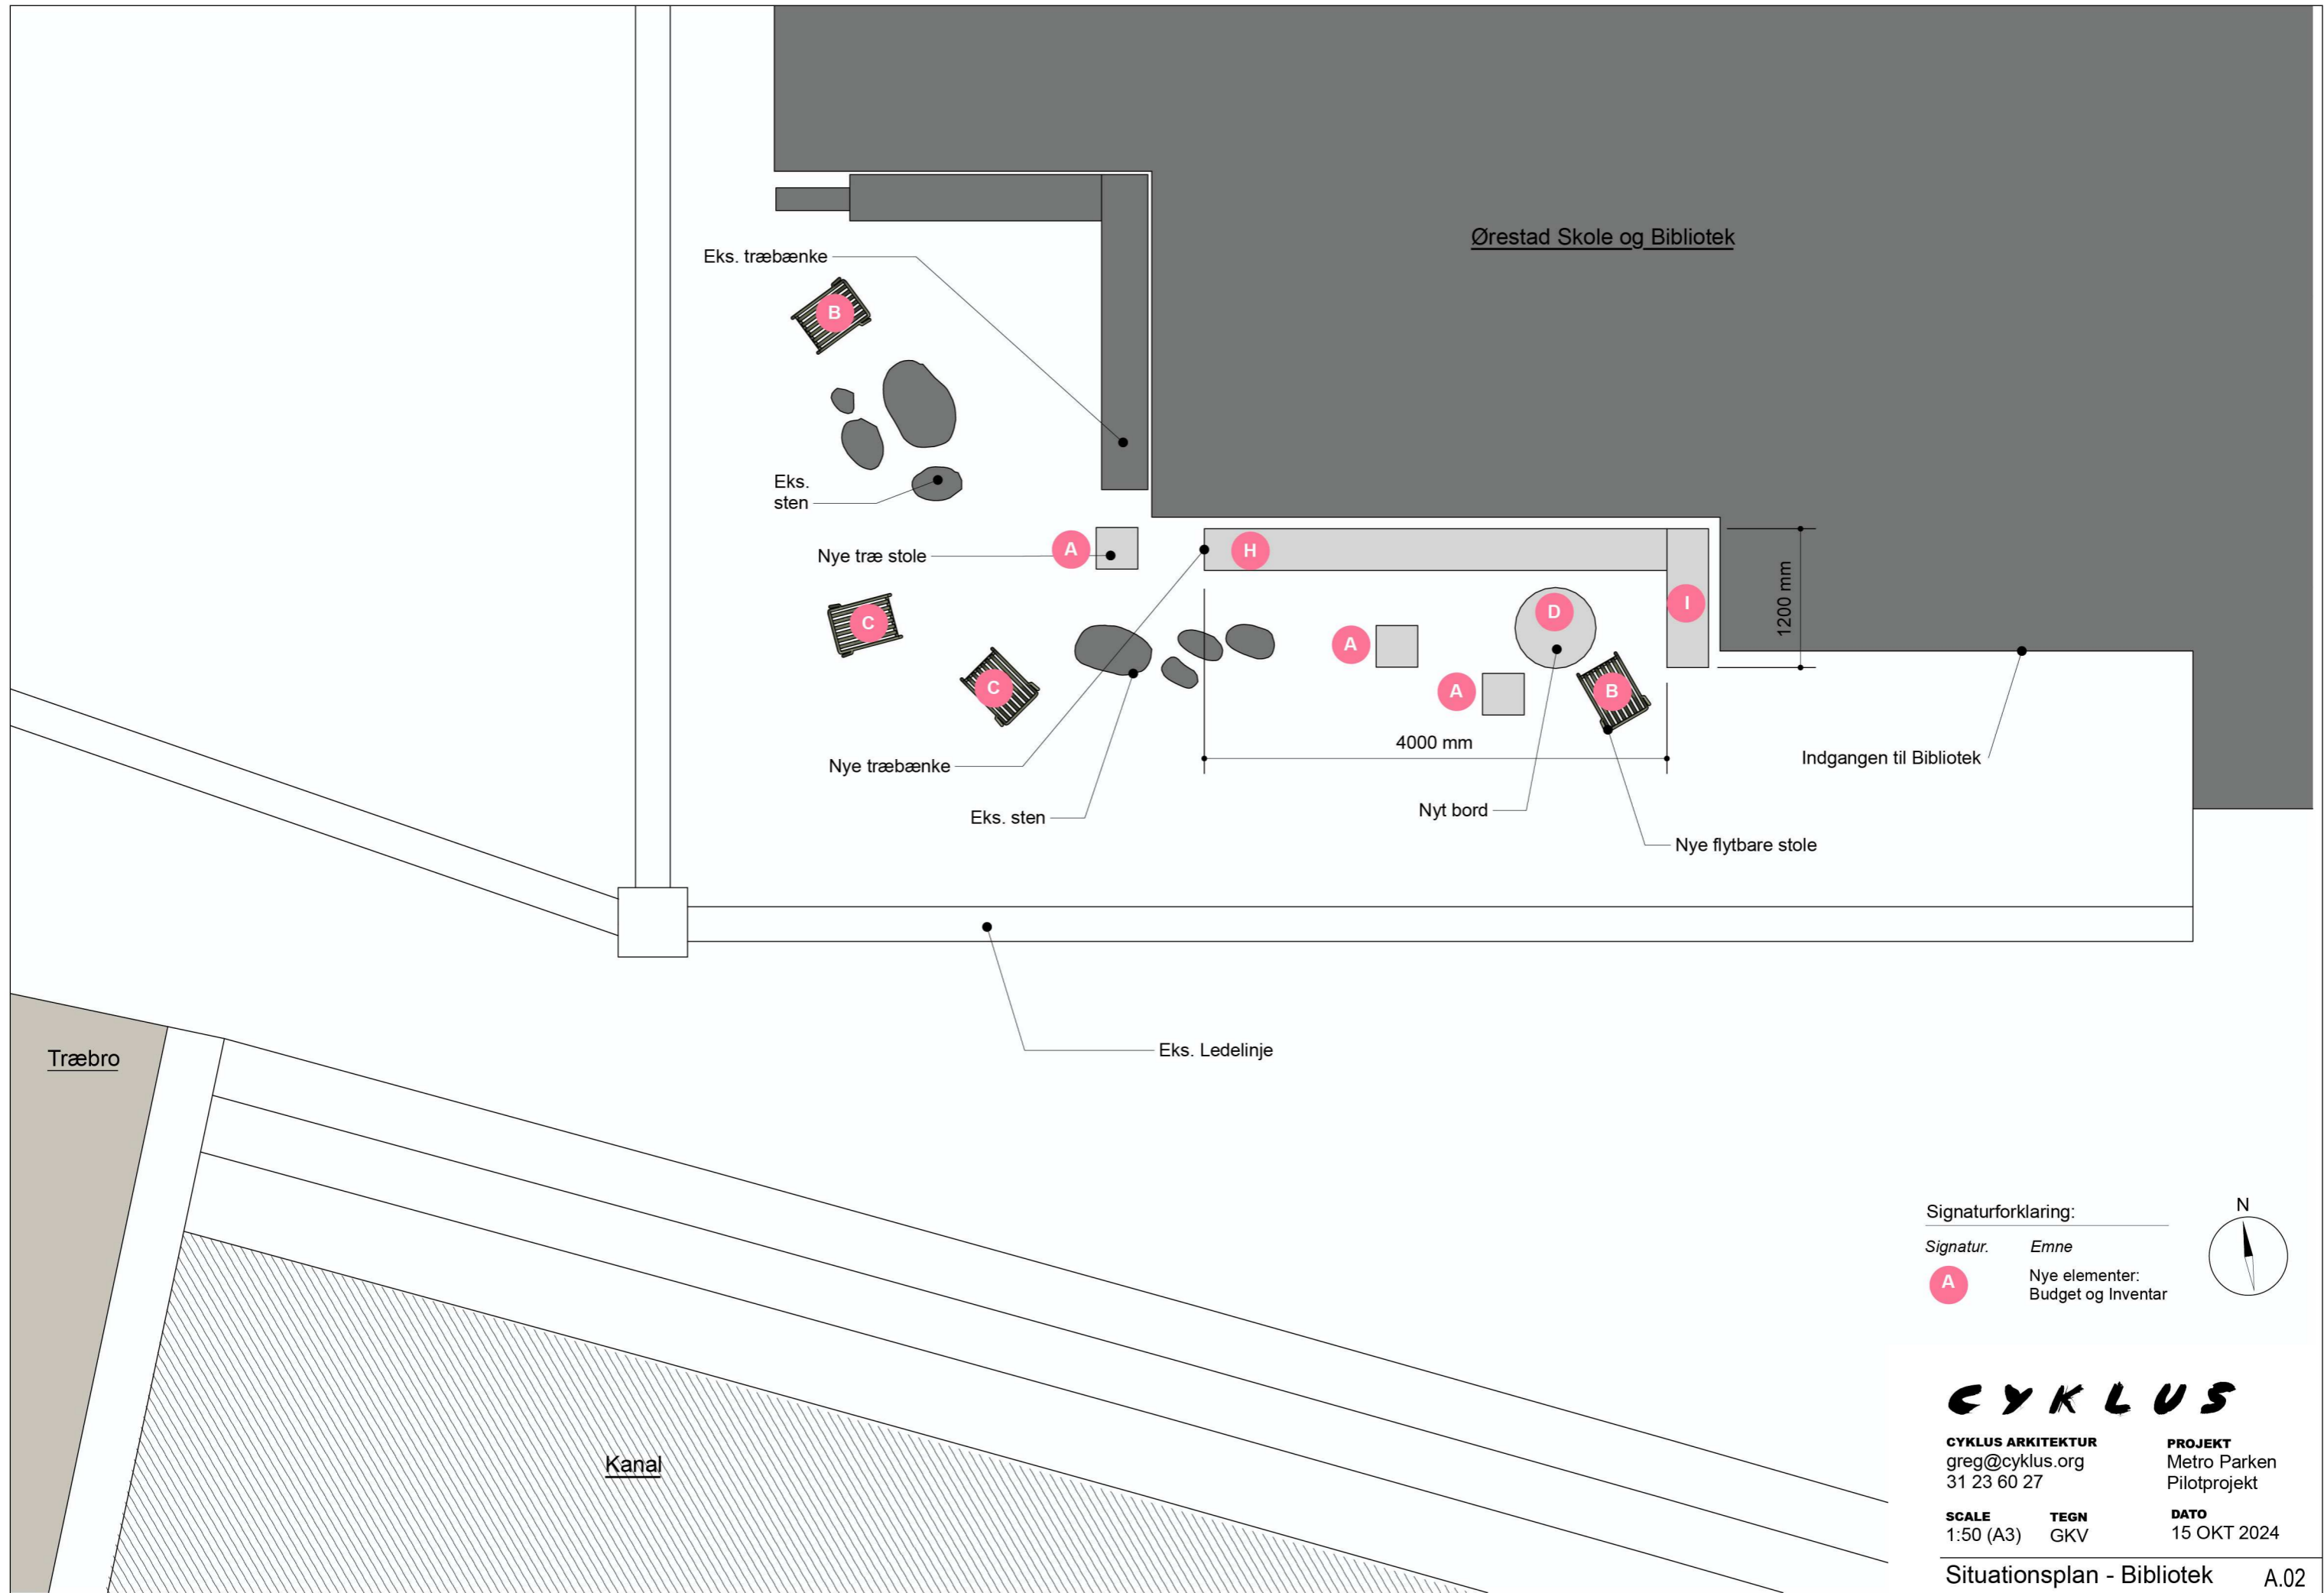 Ørestad Skole og Bibliotek
Eks. træbænke
B
Eks.
sten
Nye træ stole
A
H
I
1200 mm
C
C
D
A
A
B
4000 mm
Nye træbænke
Eks. sten
Nyt bord
Nye flytbare stole
Indgangen til Bibliotek
Eks. Ledelinje
Træbro
Kanal
Signaturforklaring:
Signatur. Emne
A
Nye elementer:
Budget og Inventar
N
CYKLUS
CYKLUS ARKITEKTUR
greg@cyklus.org
31 23 60 27
PROJEKT
Metro Parken
Pilotprojekt
SCALE
1:50 (A3)
TEGN
GKV
DATO
15 OKT 2024
Situationsplan - Bibliotek A.02